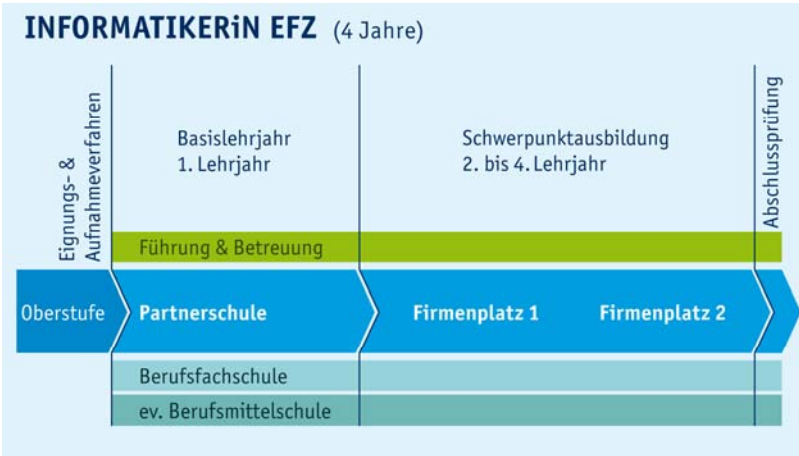 INFORMATIKERiN EFZ (4 Jahre)
Eignungs- &
Aufnahmeverfahren
Basislehrjahr
1. Lehrjahr
Schwerpunktausbildung
2. bis 4. Lehrjahr
Abschlussprüfung
Führung & Betreuung
Oberstufe
Partnerschule
Firmenplatz 1
Firmenplatz 2
Berufsfachschule
ev. Berufsmittelschule